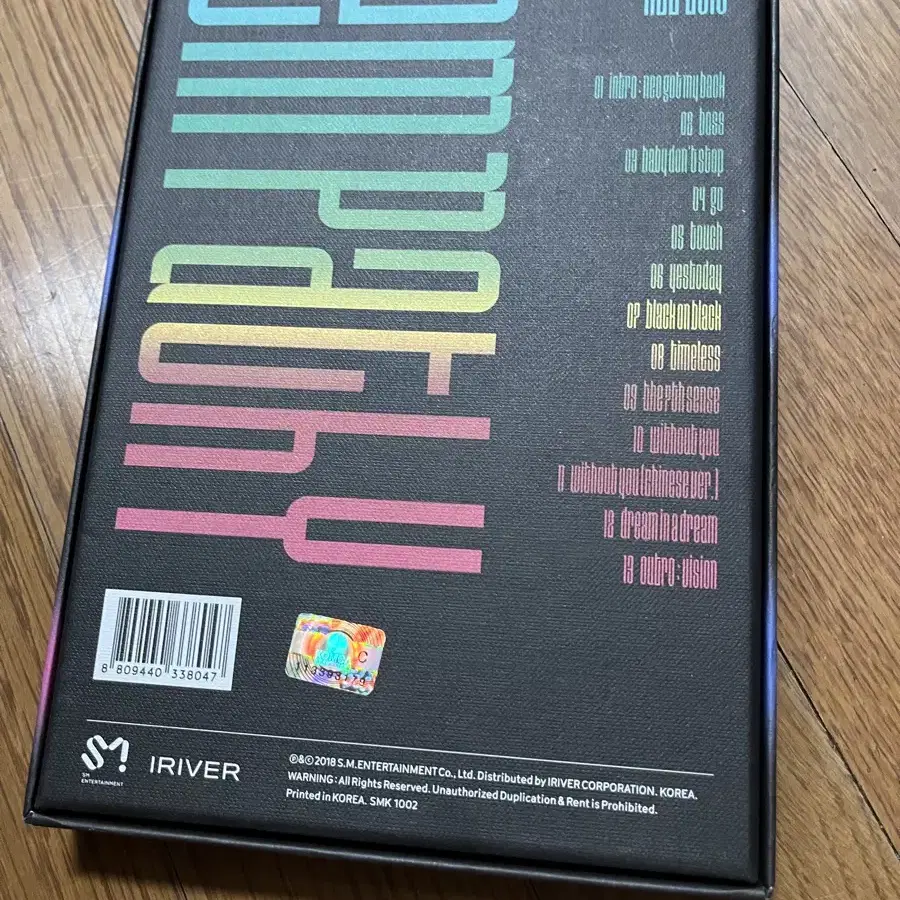 empathy
01 intro : neo got my back
02 boss
03 baby don't stop
04 go
05 touch
06 yestoday
07 black on black
08 timeless
09 the 7th sense
10 without you
11 without you (chinese ver.)
12 dream in a dream
13 outro : vision
8 809440 338047
C
SM
SM
ENTERTAINMENT
IRIVER
℗&© 2018 S.M.ENTERTAINMENT Co., Ltd. Distributed by IRIVER CORPORATION. KOREA.
WARNING : All Rights Reserved. Unauthorized Duplication & Rent is Prohibited.
Printed in KOREA. SMK 1002